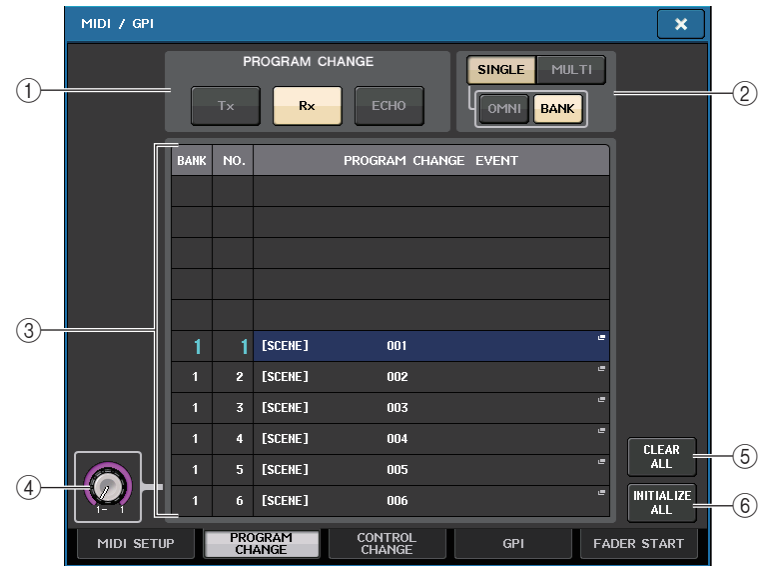 MIDI / GPI
×
①
PROGRAM CHANGE
Tx Rx ECHO
SINGLE MULTI
OMNI BANK
②
③
BANK NO. PROGRAM CHANGE EVENT
1 1 [SCENE] 001
1 2 [SCENE] 002
1 3 [SCENE] 003
1 4 [SCENE] 004
1 5 [SCENE] 005
1 6 [SCENE] 006
④
1- 1
CLEAR
ALL
⑤
INITIALIZE
ALL
⑥
MIDI SETUP
PROGRAM
CHANGE
CONTROL
CHANGE
GPI
FADER START